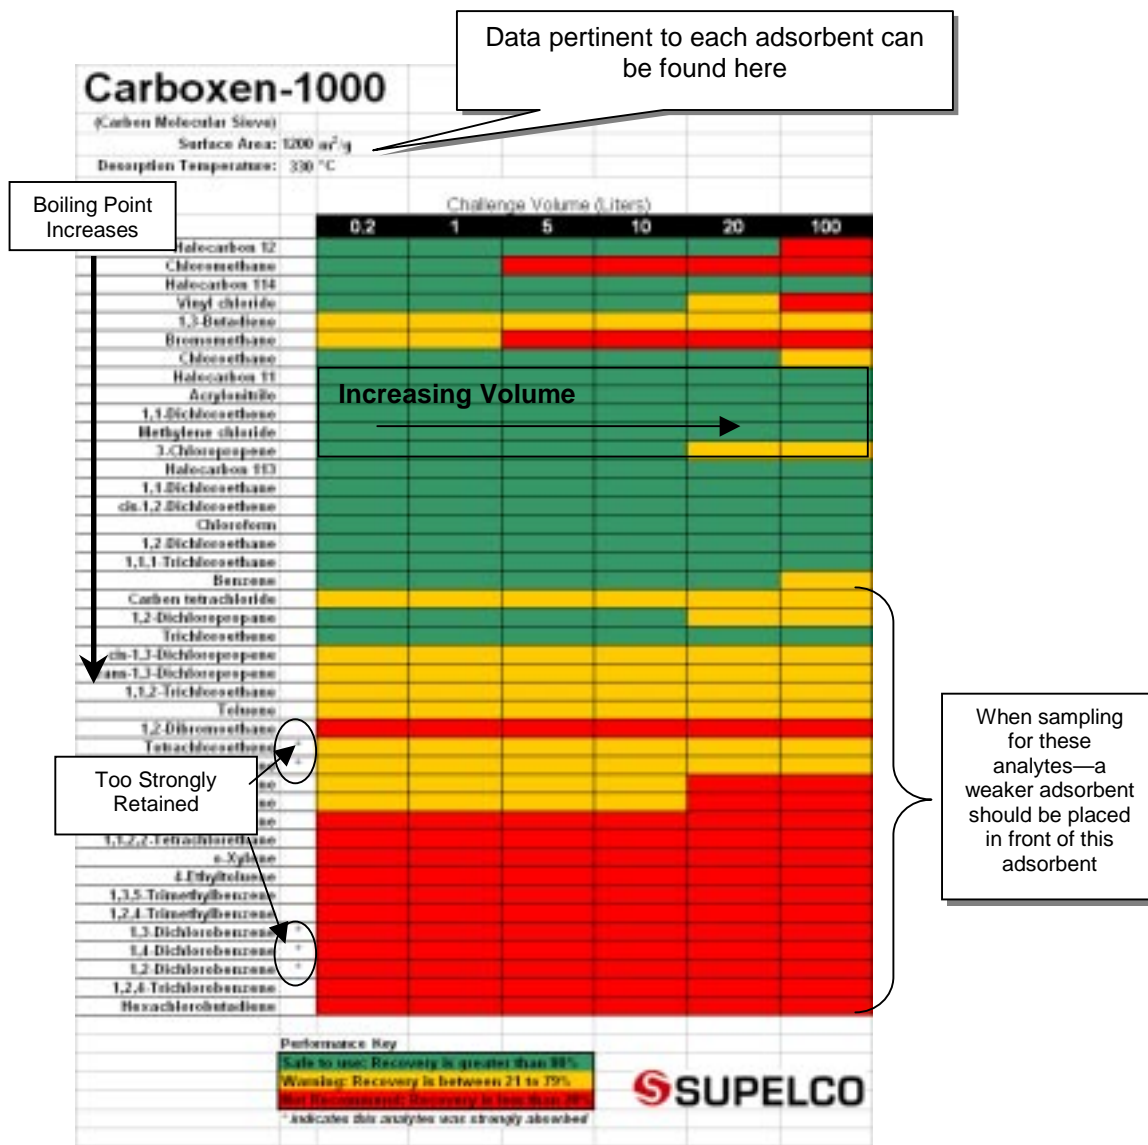 Data pertinent to each adsorbent can
be found here
Carboxen-1000
(Carbon Molecular Sieve)
Surface Area: 1200 m²/g
Desorption Temperature: 330 °C
Boiling Point
Increases
Challenge Volume (Liters)
0.2 1 5 10 20 100
Halocarbon 12
Chloromethane
Halocarbon 114
Vinyl chloride
1,3-Butadiene
Bromomethane
Chloroethane
Halocarbon 11
Acrylonitrile
1,1-Dichloroethene
Methylene chloride
3-Chloropropene
Increasing Volume
Halocarbon 113
1,1-Dichloroethane
cis-1,2-Dichloroethene
Chloroform
1,2-Dichloroethane
1,1,1-Trichloroethane
Benzene
Carbon tetrachloride
1,2-Dichloropropane
Trichloroethene
cis-1,3-Dichloropropene
trans-1,3-Dichloropropene
1,1,2-Trichloroethane
Toluene
1,2-Dibromoethane
Tetrachloroethene *
*
Too Strongly
Retained
1,1,2,2-Tetrachlorethane
o-Xylene
4-Ethyltoluene
1,3,5-Trimethylbenzene
1,2,4-Trimethylbenzene
1,3-Dichlorobenzene *
1,4-Dichlorobenzene *
1,2-Dichlorobenzene *
1,2,4-Trichlorobenzene
Hexachlorobutadiene
When sampling
for these
analytes—a
weaker adsorbent
should be placed
in front of this
adsorbent
Performance Key
Safe to use: Recovery is greater than 80%
Warning: Recovery is between 21 to 79%
Not Recommend: Recovery is less than 20%
* indicates this analytes was strongly absorbed
SUPELCO